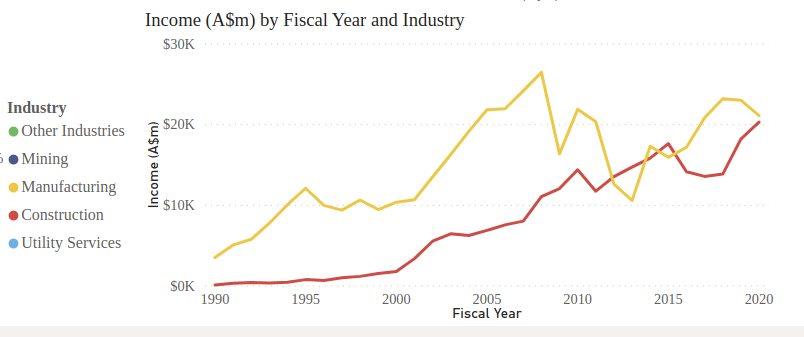 Income (A$m) by Fiscal Year and Industry
Industry
Other Industries
Mining
Manufacturing
Construction
Utility Services
Income (A$m)
$30K
$20K
$10K
$0K
1990 1995 2000 2005 2010 2015 2020
Fiscal Year